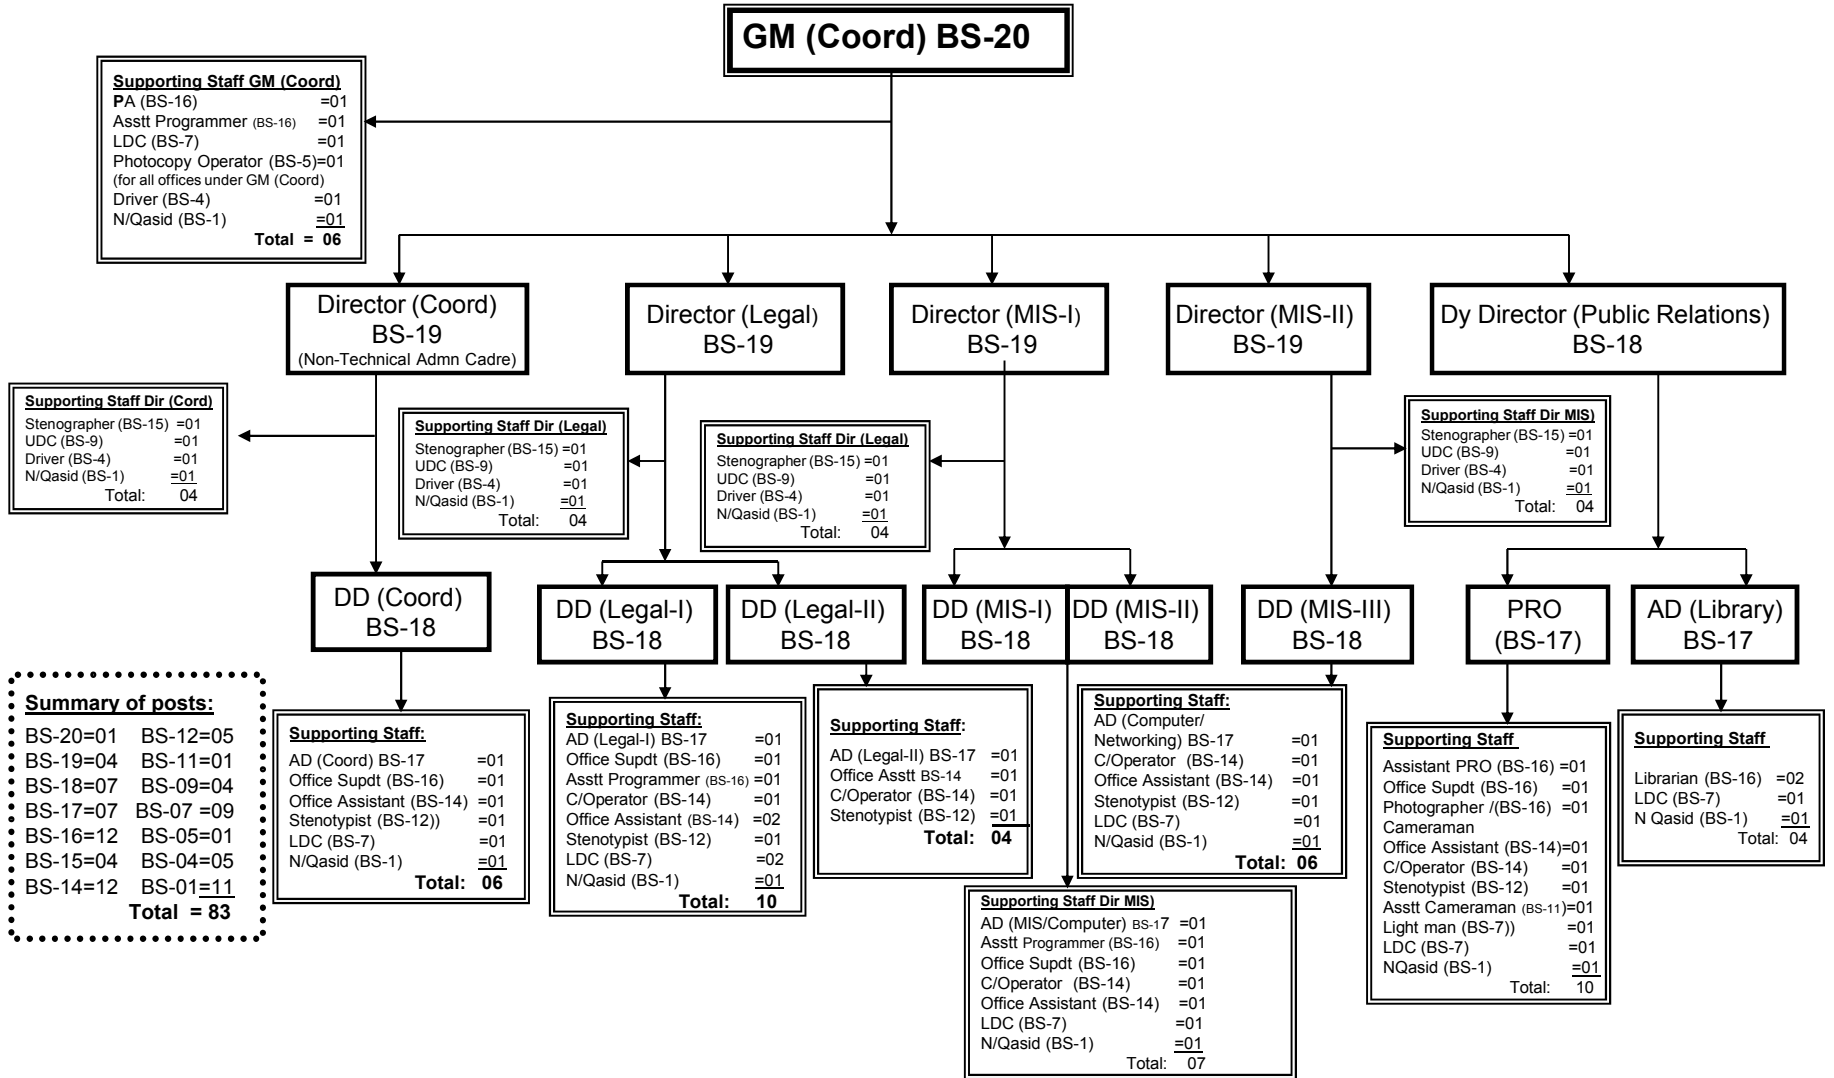 GM (Coord) BS-20
Supporting Staff GM (Coord)
PA (BS-16) =01
Asstt Programmer (BS-16) =01
LDC (BS-7) =01
Photocopy Operator (BS-5)=01
(for all offices under GM (Coord)
Driver (BS-4) =01
N/Qasid (BS-1) =01
Total = 06
Director (Coord)
BS-19
(Non-Technical Admn Cadre)
Director (Legal)
BS-19
Director (MIS-I)
BS-19
Director (MIS-II)
BS-19
Dy Director (Public Relations)
BS-18
Supporting Staff Dir (Cord)
Stenographer (BS-15) =01
UDC (BS-9) =01
Driver (BS-4) =01
N/Qasid (BS-1) =01
Total: 04
Supporting Staff Dir (Legal)
Stenographer (BS-15) =01
UDC (BS-9) =01
Driver (BS-4) =01
N/Qasid (BS-1) =01
Total: 04
Supporting Staff Dir (Legal)
Stenographer (BS-15) =01
UDC (BS-9) =01
Driver (BS-4) =01
N/Qasid (BS-1) =01
Total: 04
Supporting Staff Dir MIS)
Stenographer (BS-15) =01
UDC (BS-9) =01
Driver (BS-4) =01
N/Qasid (BS-1) =01
Total: 04
DD (Coord)
BS-18
DD (Legal-I)
BS-18
DD (Legal-II)
BS-18
DD (MIS-I)
BS-18
DD (MIS-II)
BS-18
DD (MIS-III)
BS-18
PRO
(BS-17)
AD (Library)
BS-17
Summary of posts:
BS-20=01 BS-12=05
BS-19=04 BS-11=01
BS-18=07 BS-09=04
BS-17=07 BS-07 =09
BS-16=12 BS-05=01
BS-15=04 BS-04=05
BS-14=12 BS-01=11
Total = 83
Supporting Staff:
AD (Coord) BS-17 =01
Office Supdt (BS-16) =01
Office Assistant (BS-14) =01
Stenotypist (BS-12)) =01
LDC (BS-7) =01
N/Qasid (BS-1) =01
Total: 06
Supporting Staff:
AD (Legal-I) BS-17 =01
Office Supdt (BS-16) =01
Asstt Programmer (BS-16) =01
C/Operator (BS-14) =01
Office Assistant (BS-14) =02
Stenotypist (BS-12) =01
LDC (BS-7) =02
N/Qasid (BS-1) =01
Total: 10
Supporting Staff:
AD (Legal-II) BS-17 =01
Office Asstt BS-14 =01
C/Operator (BS-14) =01
Stenotypist (BS-12) =01
Total: 04
Supporting Staff Dir MIS)
AD (MIS/Computer) BS-17 =01
Asstt Programmer (BS-16) =01
Office Supdt (BS-16) =01
C/Operator (BS-14) =01
Office Assistant (BS-14) =01
LDC (BS-7) =01
N/Qasid (BS-1) =01
Total: 07
Supporting Staff:
AD (Computer/
Networking) BS-17 =01
C/Operator (BS-14) =01
Office Assistant (BS-14) =01
Stenotypist (BS-12) =01
LDC (BS-7) =01
N/Qasid (BS-1) =01
Total: 06
Supporting Staff
Assistant PRO (BS-16) =01
Office Supdt (BS-16) =01
Photographer /(BS-16) =01
Cameraman
Office Assistant (BS-14)=01
C/Operator (BS-14) =01
Stenotypist (BS-12) =01
Asstt Cameraman (BS-11)=01
Light man (BS-7)) =01
LDC (BS-7) =01
NQasid (BS-1) =01
Total: 10
Supporting Staff
Librarian (BS-16) =02
LDC (BS-7) =01
N Qasid (BS-1) =01
Total: 04